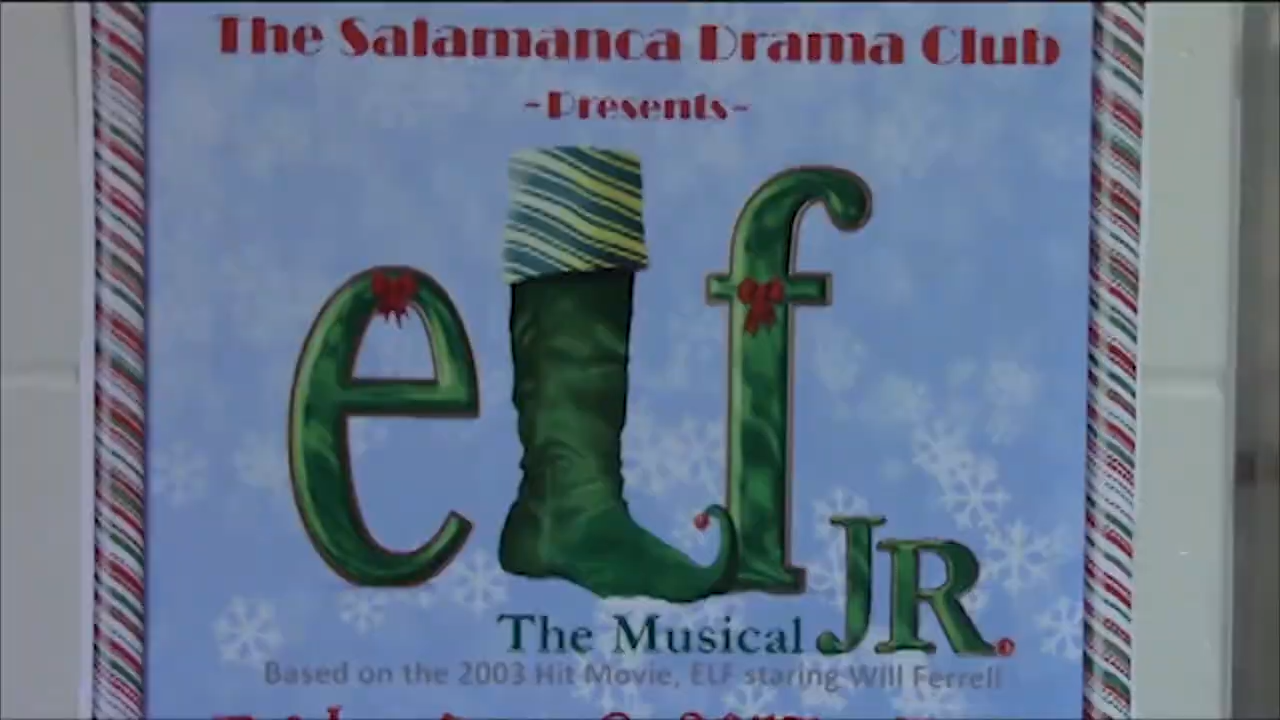 The Salamanca Drama Club
~Presents~
elf
The Musical JR.
Based on the 2003 Hit Movie, ELF staring Will Ferrell